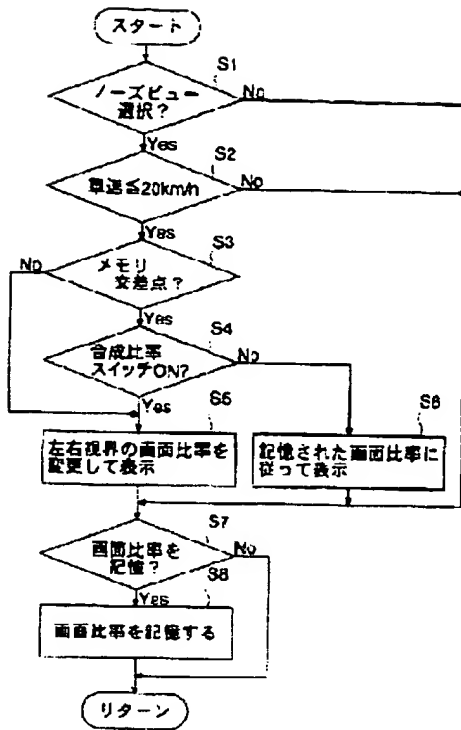 スタート
S1
ノーズビュー
選択?
No
Yes
S2
車速≦20km/h
No
Yes
S3
No
メモリ
交差点?
Yes
S4
合成比率
スイッチON?
No
Yes
S5
左右視界の画面比率を
変更して表示
S6
記憶された画面比率に
従って表示
S7
画面比率を
記憶?
No
S8
Yes
画面比率を記憶する
リターン